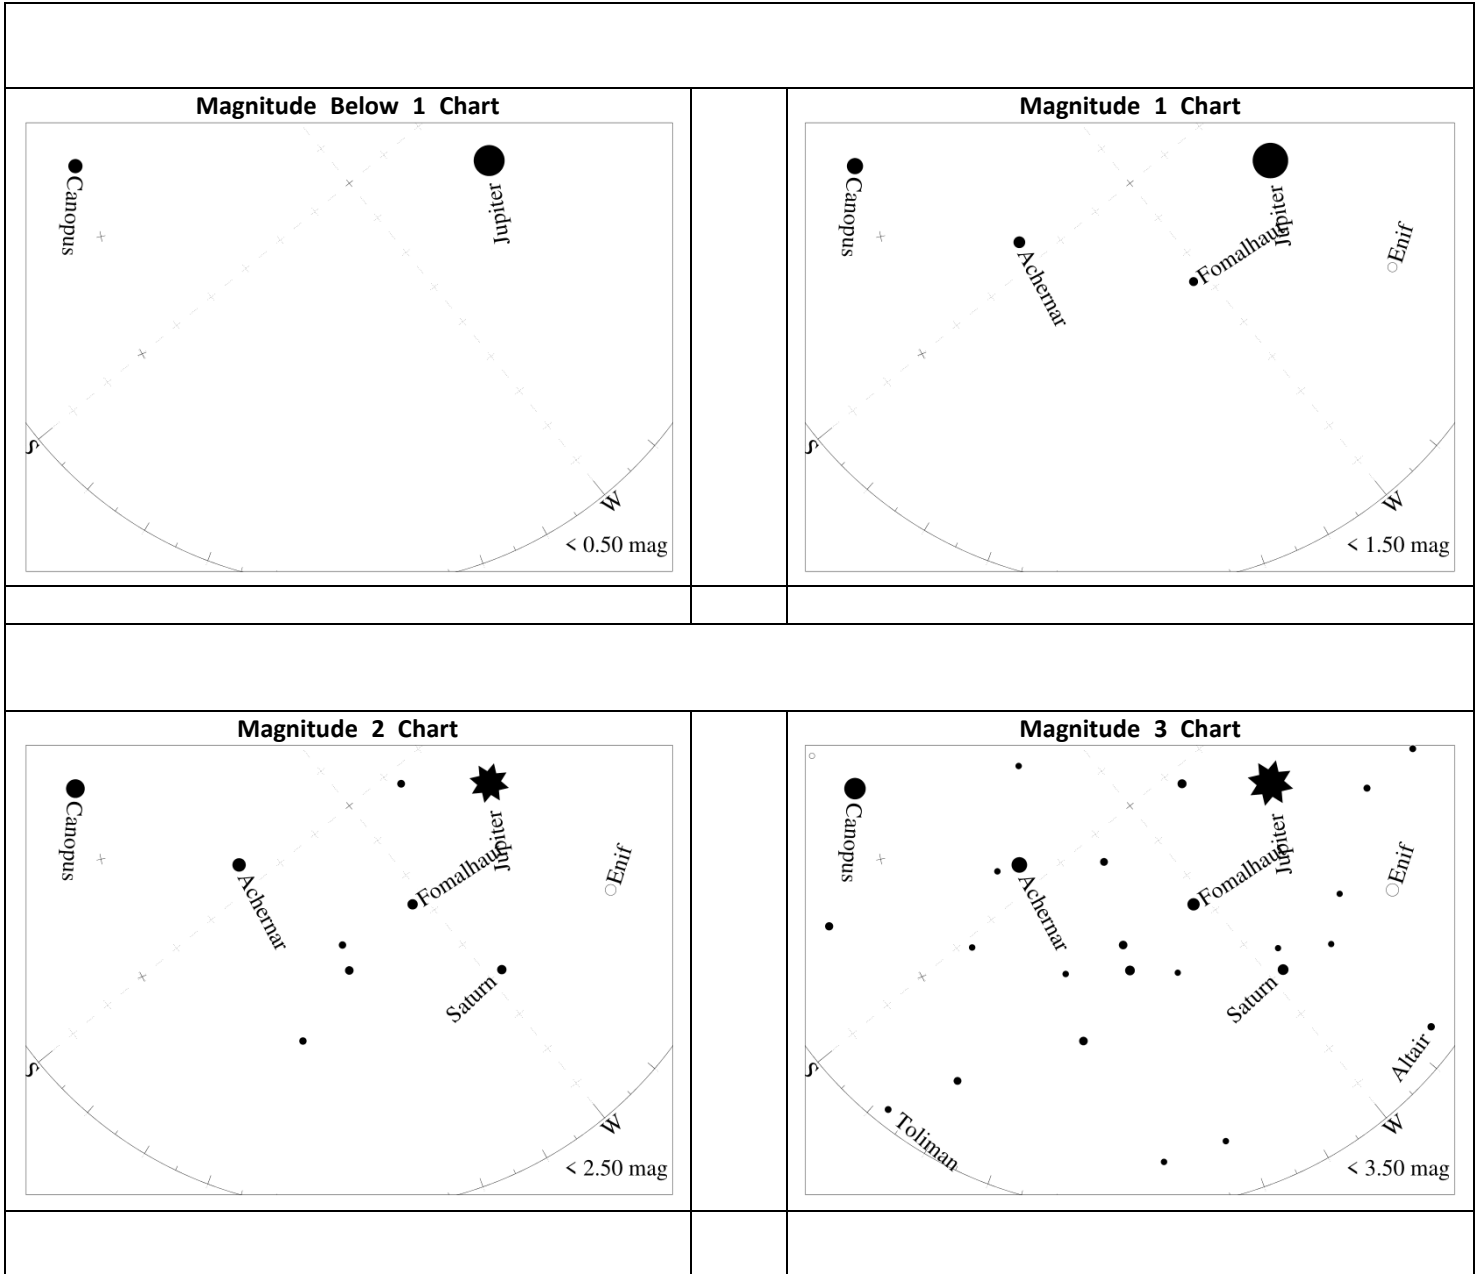 Magnitude Below 1 Chart
Canopus
Jupiter
S
W
< 0.50 mag
Magnitude 1 Chart
Canopus
Achernar
Fomalhaut
Jupiter
Enif
S
W
< 1.50 mag
Magnitude 2 Chart
Canopus
Achernar
Fomalhaut
Jupiter
Enif
Saturn
S
W
< 2.50 mag
Magnitude 3 Chart
Canopus
Achernar
Fomalhaut
Jupiter
Enif
Saturn
Altair
S
Toliman
W
< 3.50 mag